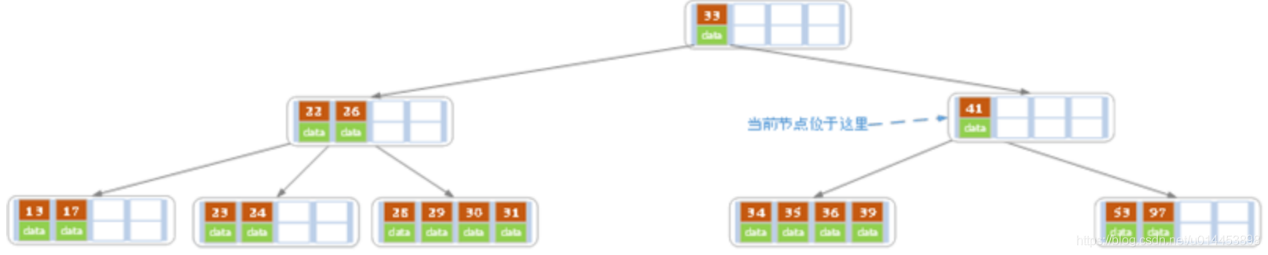 33
data
22 26
data data
当前节点位于这里
41
data
13 17
data data
23 24
data data
28 29 30 31
data data data data
34 35 36 39
data data data data
53 97
data data